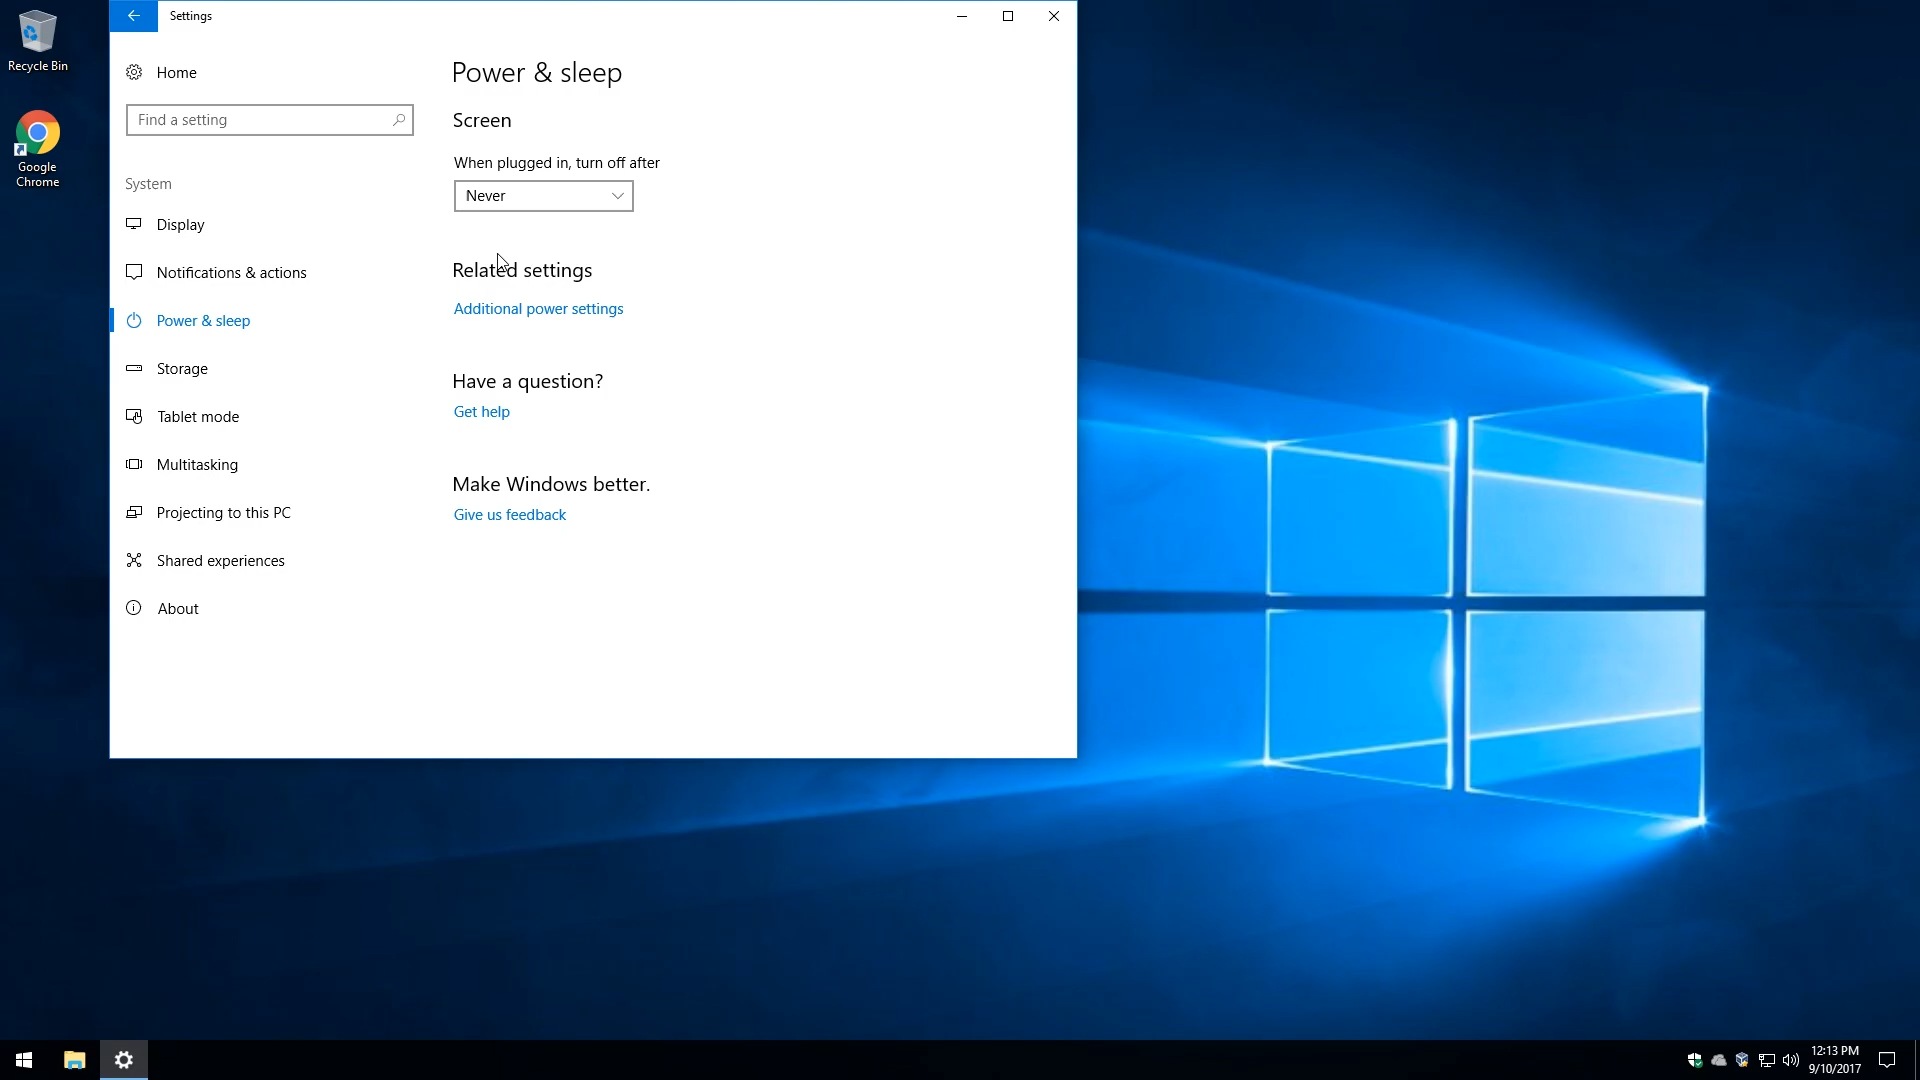 Recycle Bin
Google
Chrome
Settings
Home
Find a setting
System
Display
Notifications & actions
Power & sleep
Storage
Tablet mode
Multitasking
Projecting to this PC
Shared experiences
About
Power & sleep
Screen
When plugged in, turn off after
Never
Related settings
Additional power settings
Have a question?
Get help
Make Windows better.
Give us feedback
12:13 PM
9/10/2017